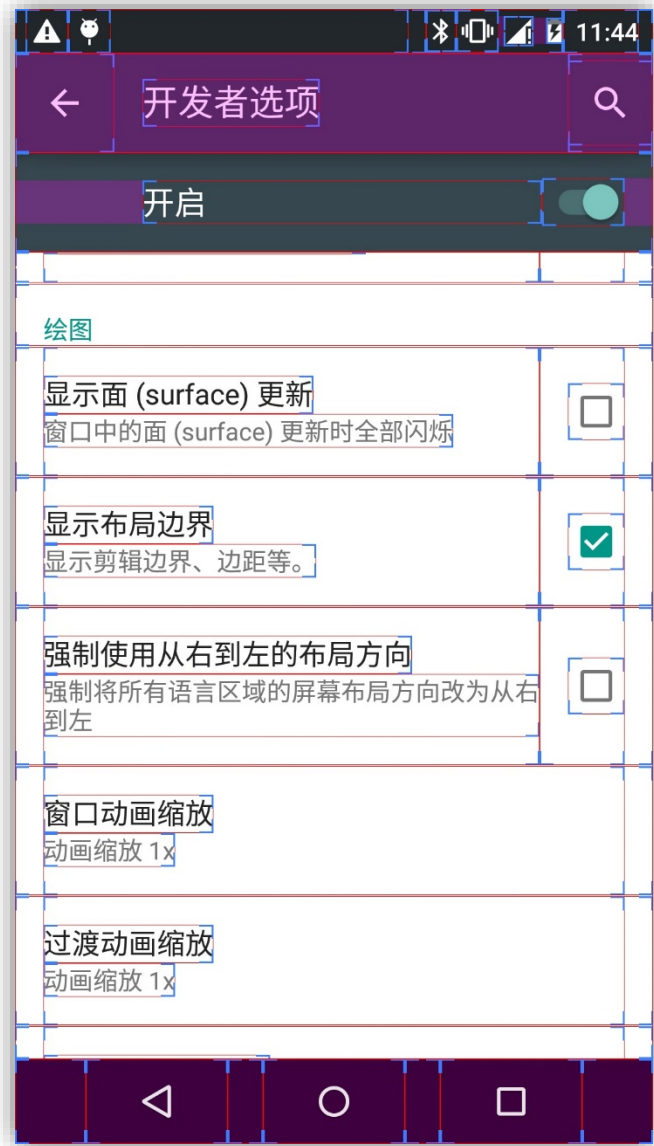 11:44
开发者选项
开启
绘图
显示面 (surface) 更新
窗口中的面 (surface) 更新时全部闪烁
显示布局边界
显示剪辑边界、边距等。
强制使用从右到左的布局方向
强制将所有语言区域的屏幕布局方向改为从右
到左
窗口动画缩放
动画缩放 1x
过渡动画缩放
动画缩放 1x